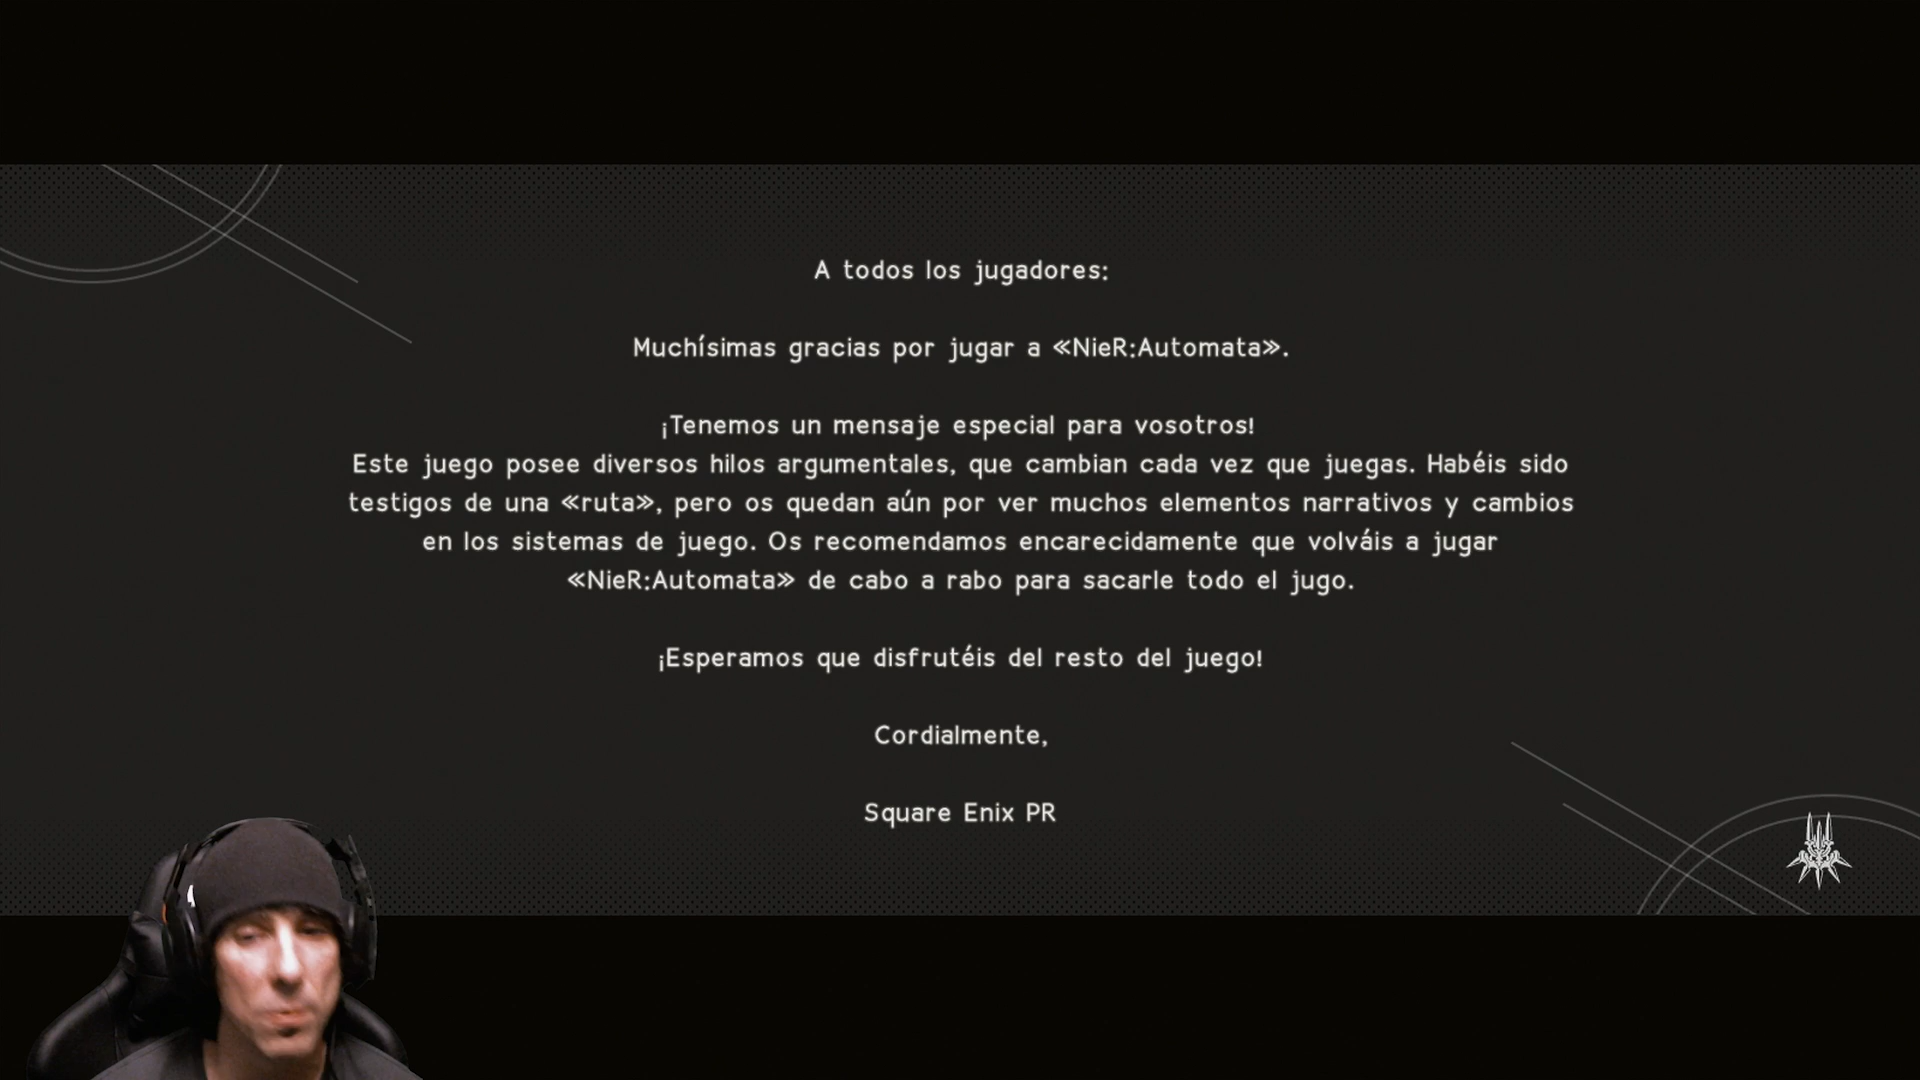 A todos los jugadores:
Muchísimas gracias por jugar a «NieR:Automata».
¡Tenemos un mensaje especial para vosotros!
Este juego posee diversos hilos argumentales, que cambian cada vez que juegas. Habéis sido
testigos de una «ruta», pero os quedan aún por ver muchos elementos narrativos y cambios
en los sistemas de juego. Os recomendamos encarecidamente que volváis a jugar
«NieR:Automata» de cabo a rabo para sacarle todo el jugo.
¡Esperamos que disfrutéis del resto del juego!
Cordialmente,
Square Enix PR